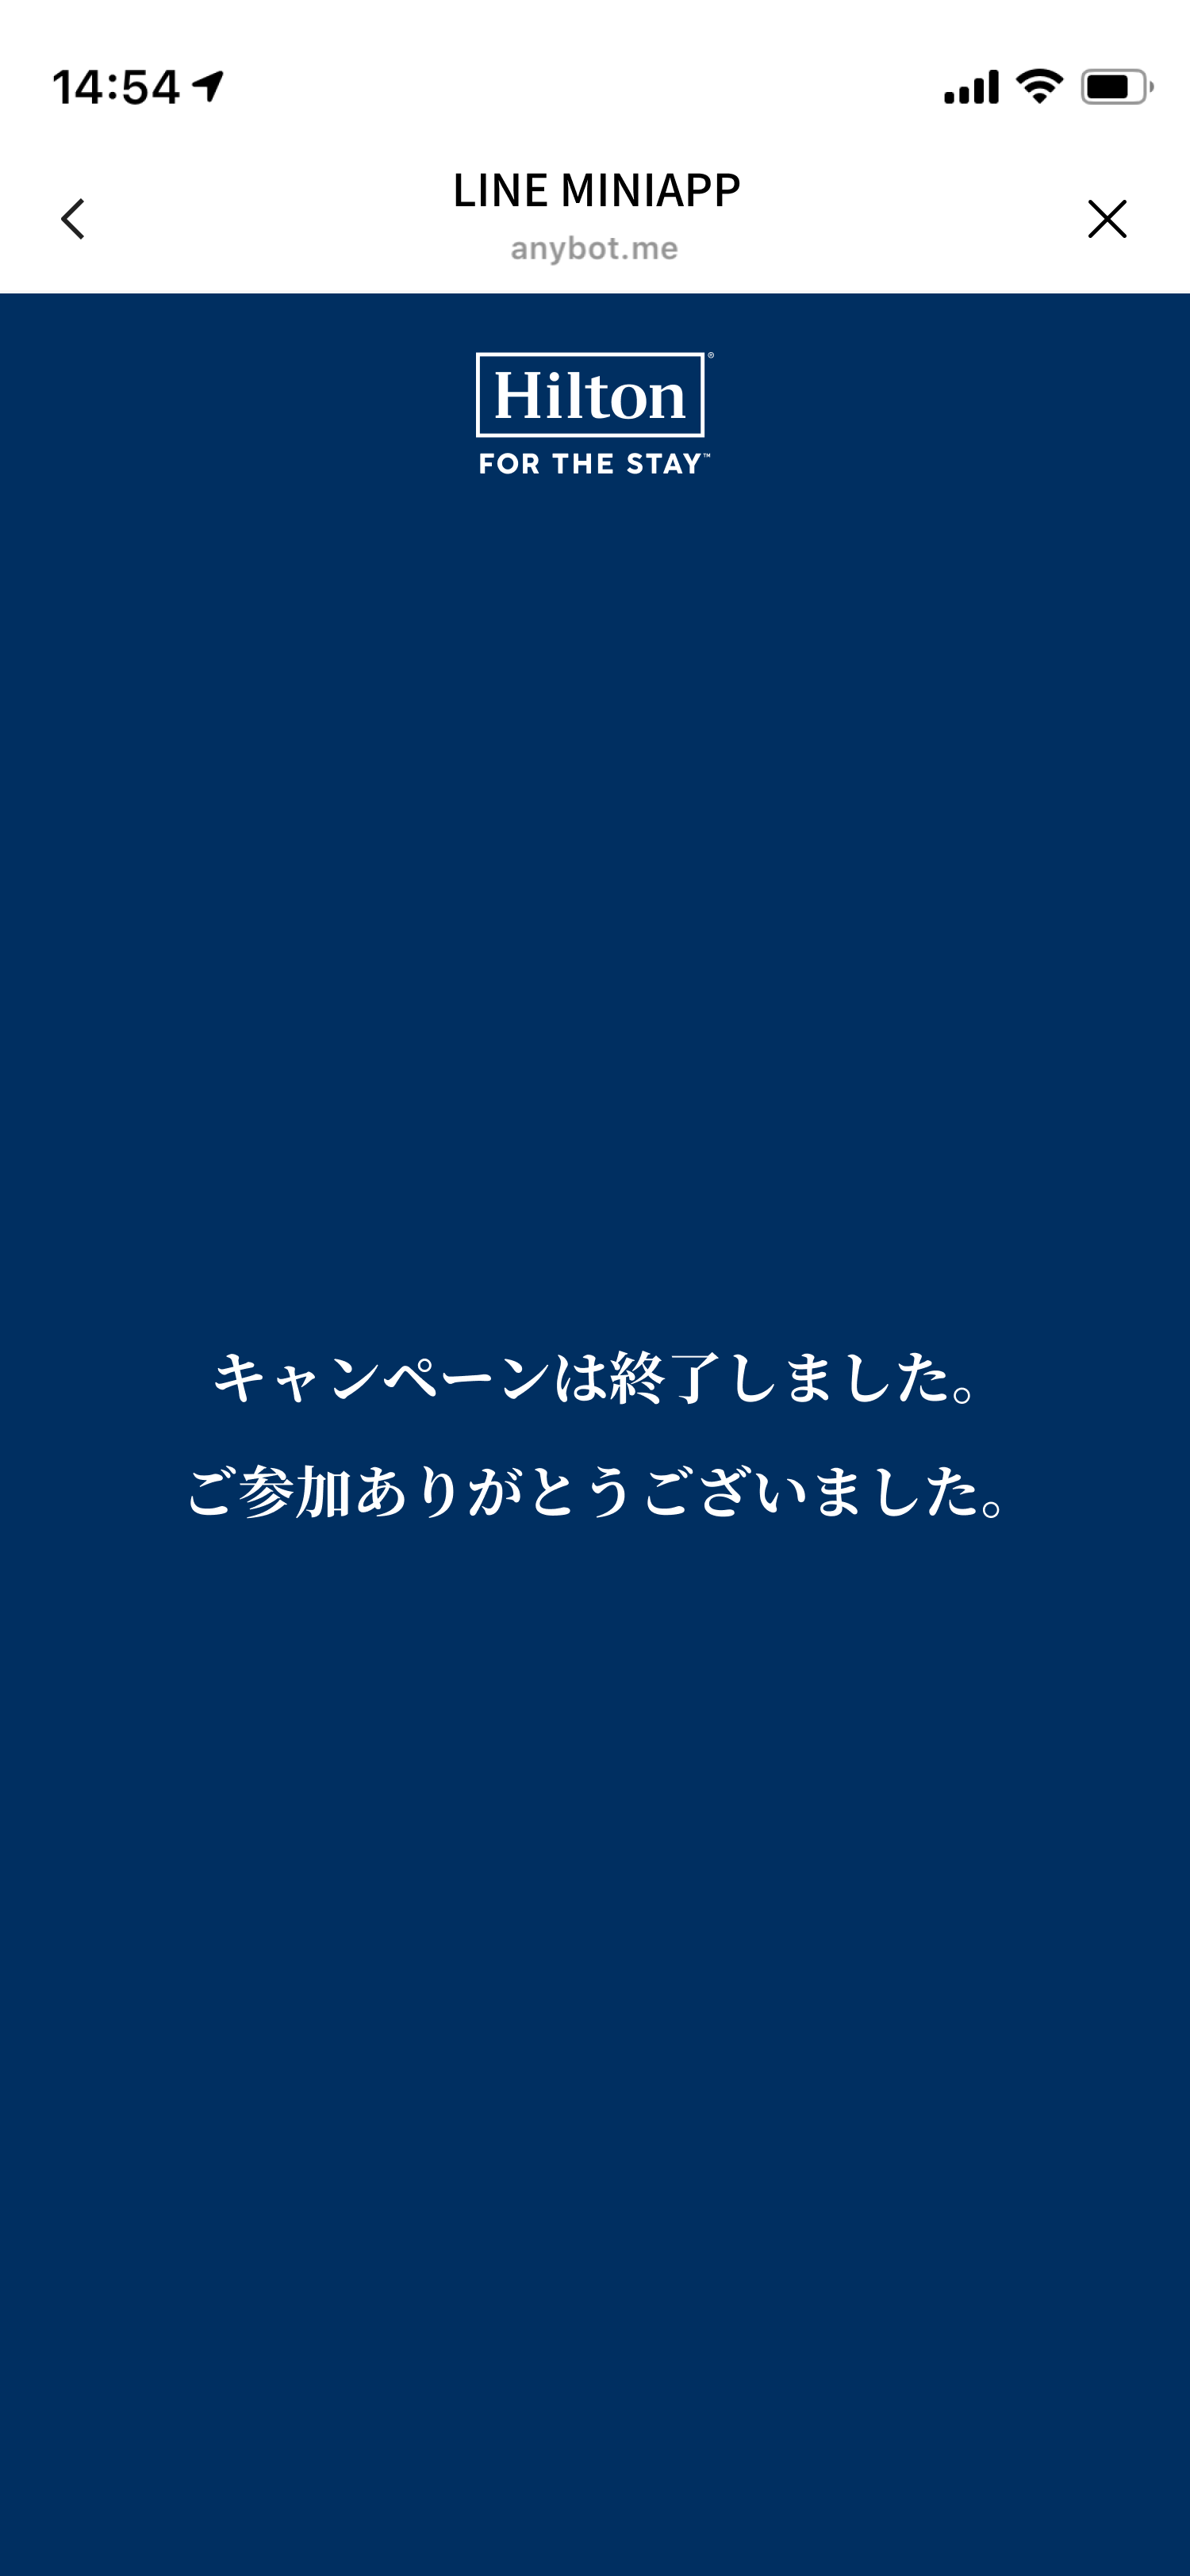 14:54
LINE MINIAPP
anybot.me
Hilton®
FOR THE STAY™
キャンペーンは終了しました。
ご参加ありがとうございました。